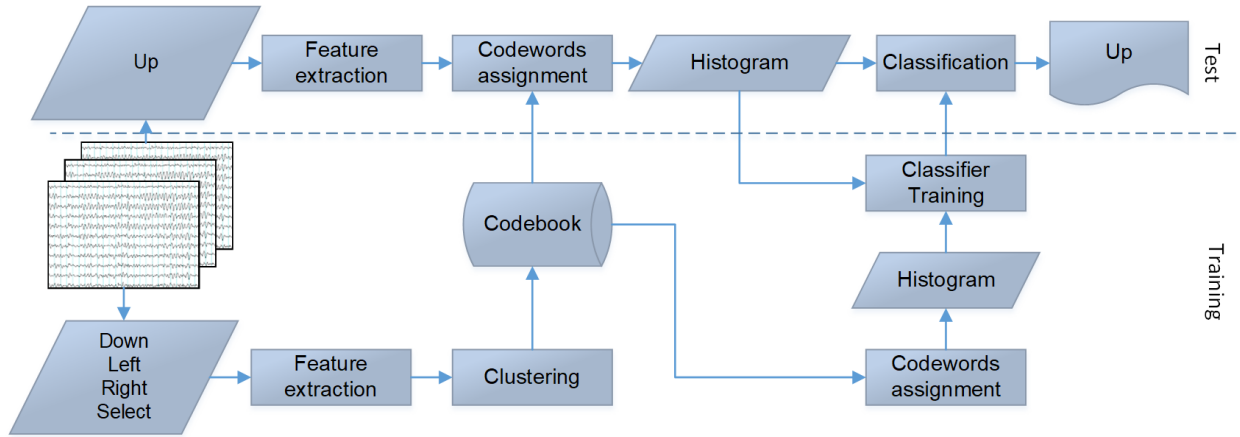 Up
Feature
extraction
Codewords
assignment
Histogram
Classification
Up
Test
Codebook
Classifier
Training
Histogram
Training
Down
Left
Right
Select
Feature
extraction
Clustering
Codewords
assignment